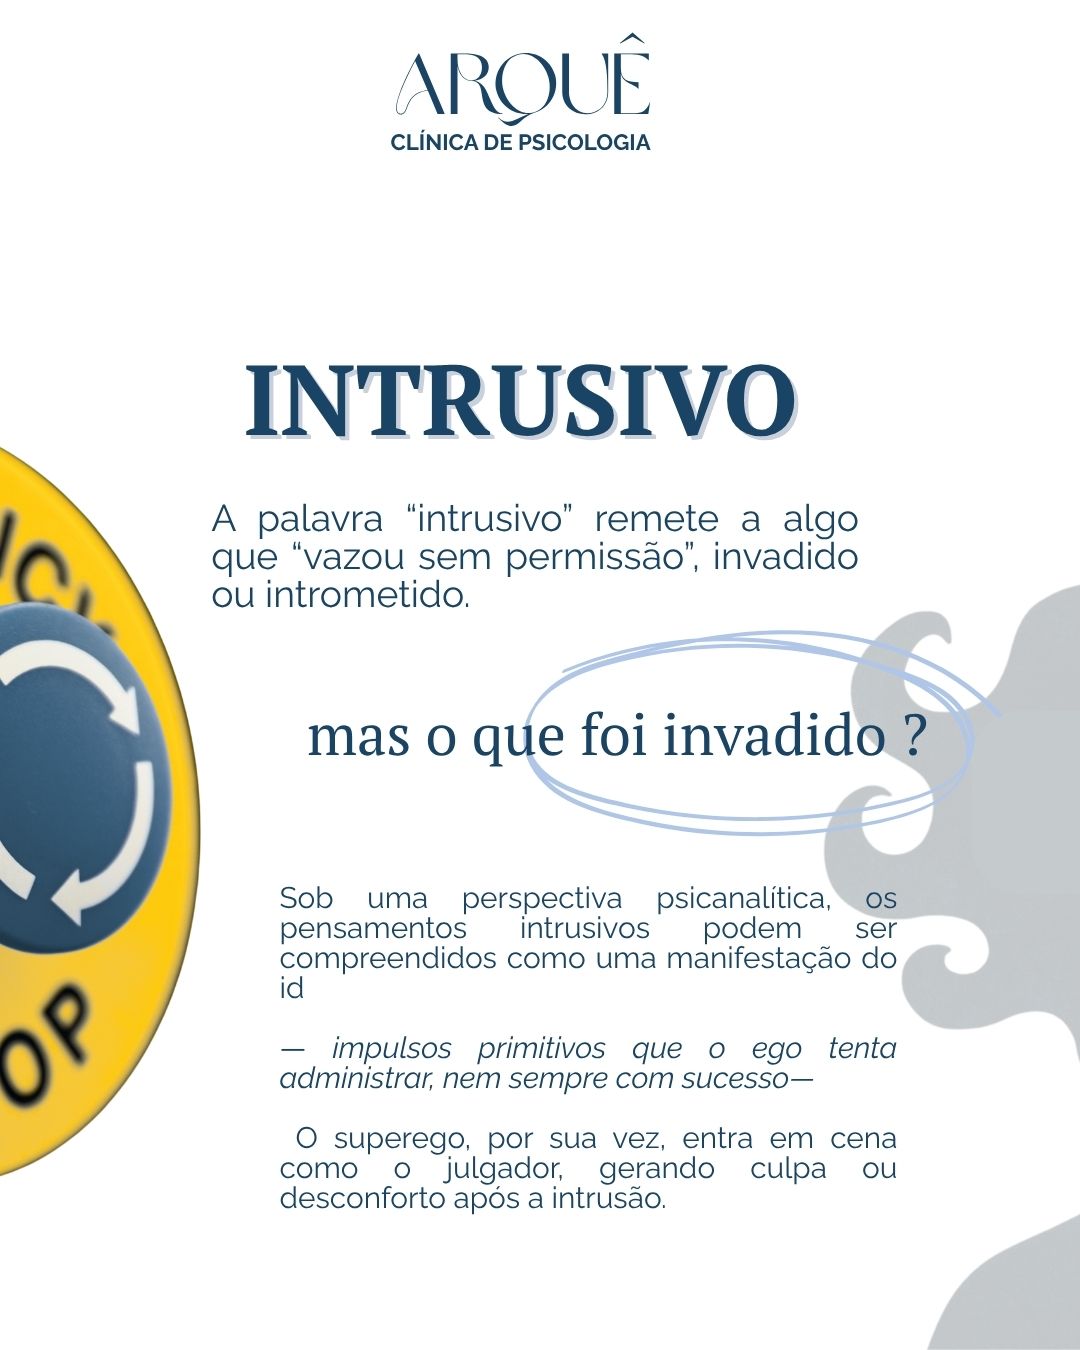 ARQUÊ
CLÍNICA DE PSICOLOGIA
INTRUSIVO
A palavra “intrusivo” remete a algo
que “vazou sem permissão”, invadido
ou intrometido.
mas o que foi invadido ?
Sob uma perspectiva psicanalítica, os
pensamentos intrusivos podem ser
compreendidos como uma manifestação do
id
— impulsos primitivos que o ego tenta
administrar, nem sempre com sucesso—
O superego, por sua vez, entra em cena
como o julgador, gerando culpa ou
desconforto após a intrusão.